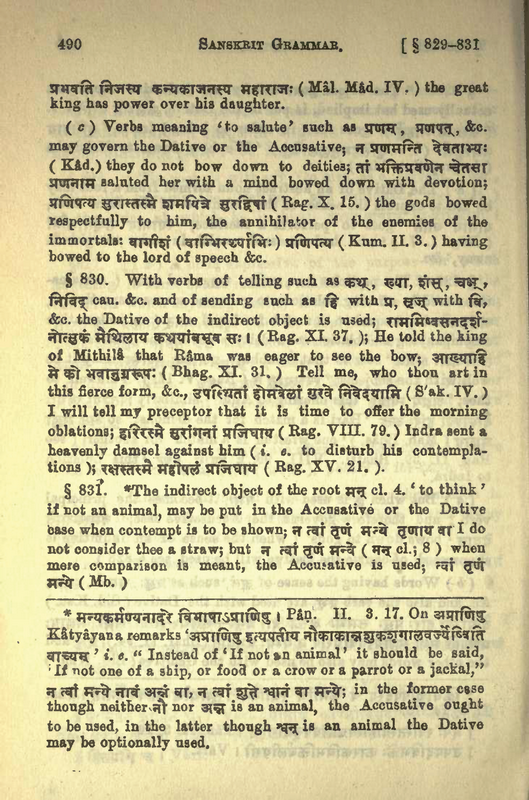 490 SANSKRIT GRAMMAR. [ § 829-831
प्रभवति निजस्य कन्यकाजनस्य महाराजः ( Mâl. Mâd. IV. ) the great
king has power over his daughter.
( c ) Verbs meaning ‘to salute’ such as प्रणम्, प्रणपत्, &c.
may govern the Dative or the Accusative; न प्रणमन्ति देवताभ्यः
( Kâd.) they do not bow down to deities; तां भक्तिप्रवणेन चेतसा
प्रणनाम saluted her with a mind bowed down with devotion;
प्रणिपत्य सुरास्तस्मै शमयित्रे सुरद्विषां ( Rag. X. 15. ) the gods bowed
respectfully to him, the annihilator of the enemies of the
immortals: वागीशं ( वाग्भिरर्थ्याभिः ) प्रणिपत्य ( Kum. II. 3. ) having
bowed to the lord of speech &c.
§ 830. With verbs of telling such as कथ्, ख्या, शंस्, चक्ष्,
निविद् cau. &c. and of sending such as हि with प्र, सृज् with वि,
&c. the Dative of the indirect object is used; राममिष्वसनदर्श-
नोत्सुकं मैथिलाय कथयांबभूव सः । ( Rag. XI. 37. ); He told the king
of Mithilâ that Râma was eager to see the bow; आख्याहि
मे को भवानुग्ररूपः ( Bhag. XI. 31. ) Tell me, who thou art in
this fierce form, &c., उपस्थितां होमवेलां गुरवे निवेदयामि ( S'ak. IV. )
I will tell my preceptor that it is time to offer the morning
oblations; हरिरस्मै सुरांगनां प्रजिघाय ( Rag. VIII. 79. ) Indra sent a
heavenly damsel against him ( i. e. to disturb his contempla-
tions ); रक्षस्तस्मै महोपलं प्रजिघाय ( Rag. XV. 21. ).
§ 831. *The indirect object of the root मन् cl. 4. ‘ to think ’
if not an animal, may be put in the Accusative or the Dative
case when contempt is to be shown; न त्वां तृणं मन्ये तृणाय वा I do
not consider thee a straw; but न त्वां तृणं मन्वे ( मन् cl.; 8 ) when
mere comparison is meant, the Accusative is used; त्वां तृणं
मन्ये ( Mb. )
* मन्यकर्मण्यनादरे विभाषाऽप्राणिषु । Pâṇ. II. 3. 17. On अप्राणिषु
Kâtyâyana remarks ‘अप्राणिषु इत्यपनीय नौकाकान्नशुकशृगालवर्ज्येष्विति
वाच्यम् ’ i. e. “ Instead of ‘If not an animal’ it should be said,
‘If not one of a ship, or food or a crow or a parrot or a jackal,”
न त्वां मन्ये नावं अन्नं वा, न त्वां शुने श्वानं वा मन्ये; in the former case
though neither नौ nor अन्न is an animal, the Accusative ought
to be used, in the latter though श्वन् is an animal the Dative
may be optionally used.